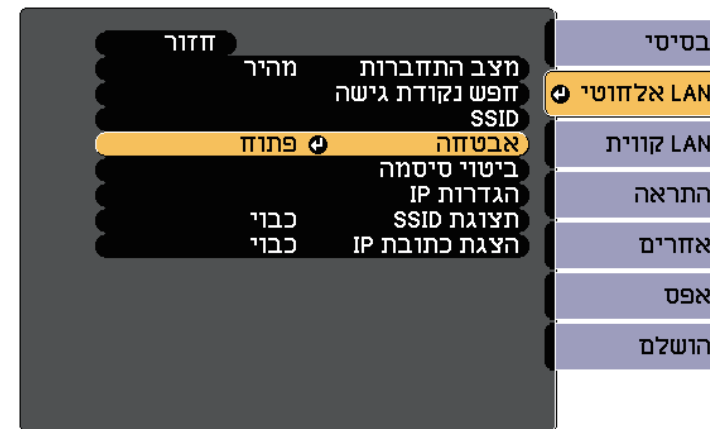 בסיסי
LAN אלחוטי
LAN קווית
התראה
אחרים
אפס
הושלם
חזור
מצב התחברות מהיר
חפש נקודת גישה
SSID
אבטחה פתוח
ביטוי סיסמה
הגדרות IP
תצוגת SSID כבוי
הצגת כתובת IP כבוי